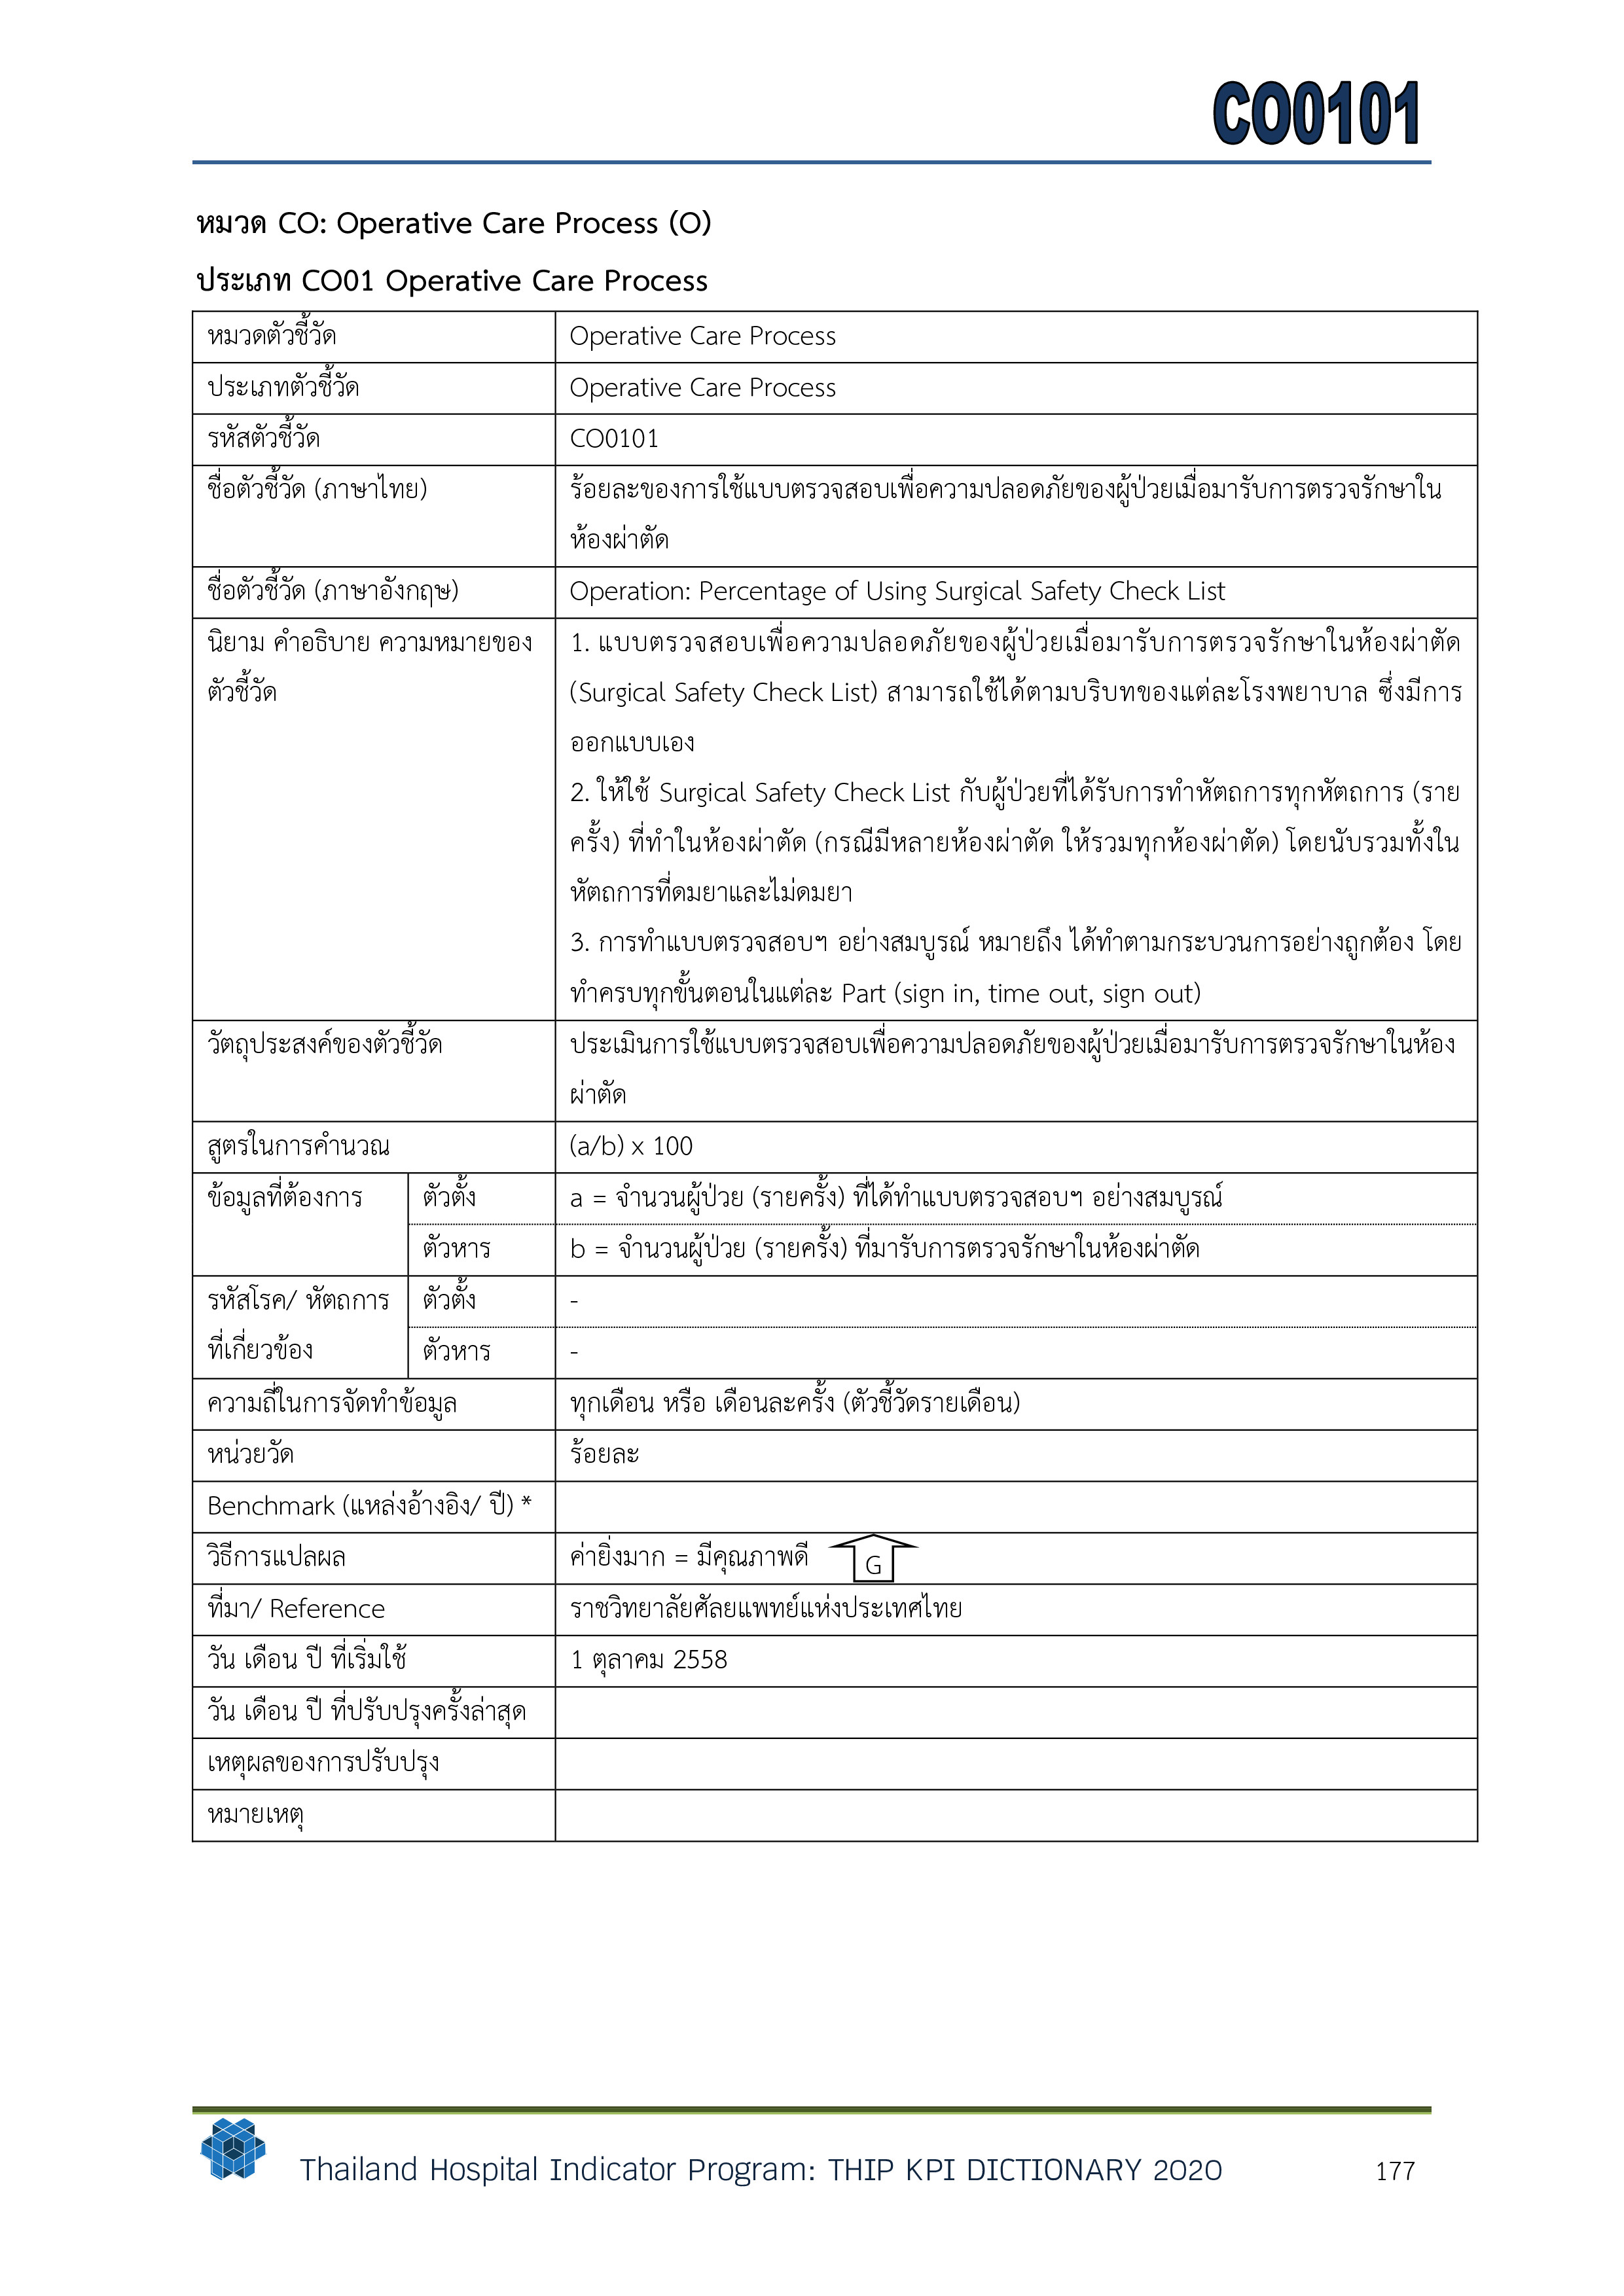 CO0101
หมวด CO: Operative Care Process (O)
ประเภท CO01 Operative Care Process
หมวดตัวชี้วัด Operative Care Process
ประเภทตัวชี้วัด Operative Care Process
รหัสตัวชี้วัด CO0101
ชื่อตัวชี้วัด (ภาษาไทย) ร้อยละของการใช้แบบตรวจสอบเพื่อความปลอดภัยของผู้ป่วยเมื่อมารับการตรวจรักษาใน
ห้องผ่าตัด
ชื่อตัวชี้วัด (ภาษาอังกฤษ) Operation: Percentage of Using Surgical Safety Check List
นิยาม คำอธิบาย ความหมายของ 1. แบบตรวจสอบเพื่อความปลอดภัยของผู้ป่วยเมื่อมารับการตรวจรักษาในห้องผ่าตัด
ตัวชี้วัด (Surgical Safety Check List) สามารถใช้ได้ตามบริบทของแต่ละโรงพยาบาล ซึ่งมีการ
ออกแบบเอง
2. ให้ใช้ Surgical Safety Check List กับผู้ป่วยที่ได้รับการทำหัตถการทุกหัตถการ (ราย
ครั้ง) ที่ทำในห้องผ่าตัด (กรณีมีหลายห้องผ่าตัด ให้รวมทุกห้องผ่าตัด) โดยนับรวมทั้งใน
หัตถการที่ดมยาและไม่ดมยา
3. การทำแบบตรวจสอบฯ อย่างสมบูรณ์ หมายถึง ได้ทำตามกระบวนการอย่างถูกต้อง โดย
ทำครบทุกขั้นตอนในแต่ละ Part (sign in, time out, sign out)
วัตถุประสงค์ของตัวชี้วัด ประเมินการใช้แบบตรวจสอบเพื่อความปลอดภัยของผู้ป่วยเมื่อมารับการตรวจรักษาในห้อง
ผ่าตัด
สูตรในการคำนวณ (a/b) x 100
ข้อมูลที่ต้องการ ตัวตั้ง a = จำนวนผู้ป่วย (รายครั้ง) ที่ได้ทำแบบตรวจสอบฯ อย่างสมบูรณ์
ตัวหาร b = จำนวนผู้ป่วย (รายครั้ง) ที่มารับการตรวจรักษาในห้องผ่าตัด
รหัสโรค/ หัตถการ ตัวตั้ง -
ที่เกี่ยวข้อง ตัวหาร -
ความถี่ในการจัดทำข้อมูล ทุกเดือน หรือ เดือนละครั้ง (ตัวชี้วัดรายเดือน)
หน่วยวัด ร้อยละ
Benchmark (แหล่งอ้างอิง/ ปี) *
วิธีการแปลผล ค่ายิ่งมาก = มีคุณภาพดี G
ที่มา/ Reference ราชวิทยาลัยศัลยแพทย์แห่งประเทศไทย
วัน เดือน ปี ที่เริ่มใช้ 1 ตุลาคม 2558
วัน เดือน ปี ที่ปรับปรุงครั้งล่าสุด
เหตุผลของการปรับปรุง
หมายเหตุ
Thailand Hospital Indicator Program: THIP KPI DICTIONARY 2020 177